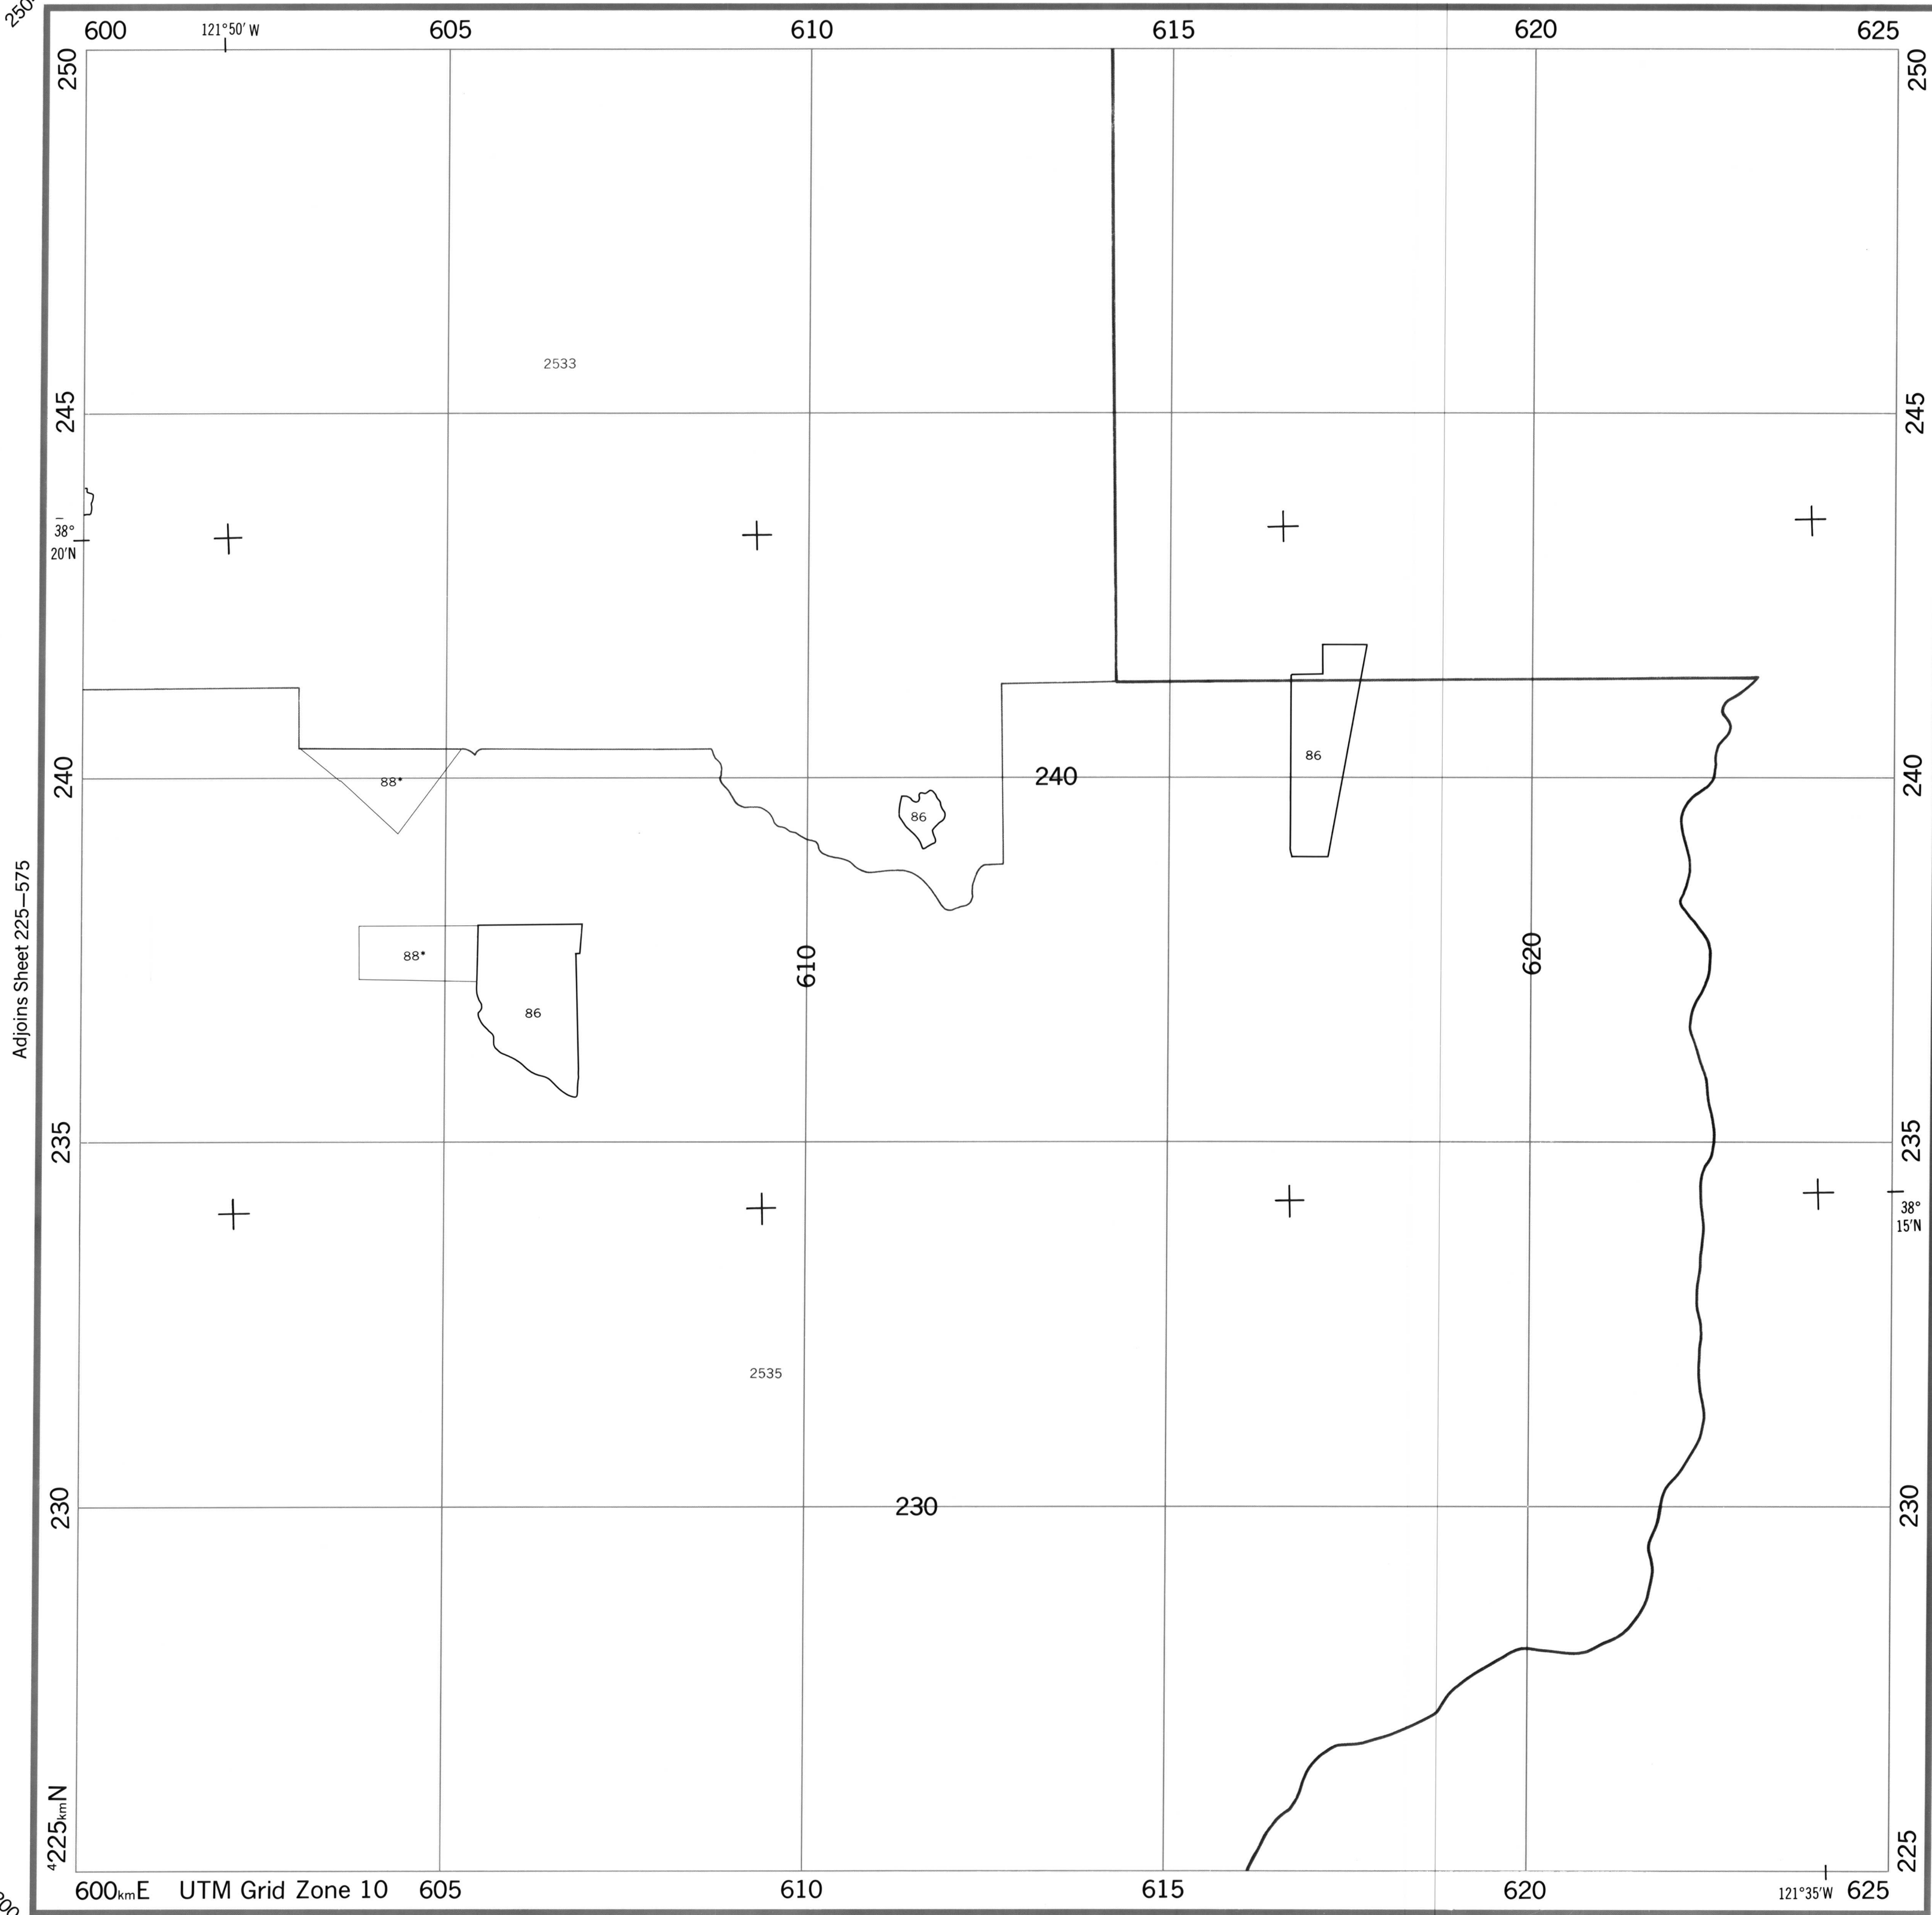 250
600 121°50′ W 605 610 615 620 625
250 250
2533
245 245
38°
20′N
240 88* 86 240 86 240
Adjoins Sheet 225—575
88* 610 620
86
235 235
38°
15′N
2535
230 230 230
⁴225kmN 225
600kmE UTM Grid Zone 10 605 610 615 620 121°35′W 625